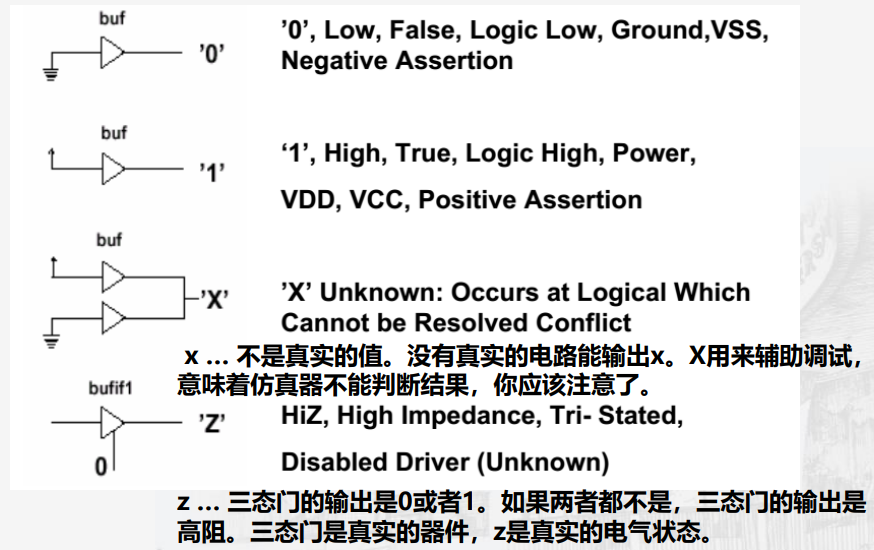 buf
’0’
’0’, Low, False, Logic Low, Ground,VSS,
Negative Assertion
buf
’1’
‘1’, High, True, Logic High, Power,
VDD, VCC, Positive Assertion
buf
’X’
’X’ Unknown: Occurs at Logical Which
Cannot be Resolved Conflict
x … 不是真实的值。没有真实的电路能输出x。X用来辅助调试，
意味着仿真器不能判断结果，你应该注意了。
bufif1
’Z’
0
HiZ, High Impedance, Tri- Stated,
Disabled Driver (Unknown)
z … 三态门的输出是0或者1。如果两者都不是，三态门的输出是
高阻。三态门是真实的器件，z是真实的电气状态。